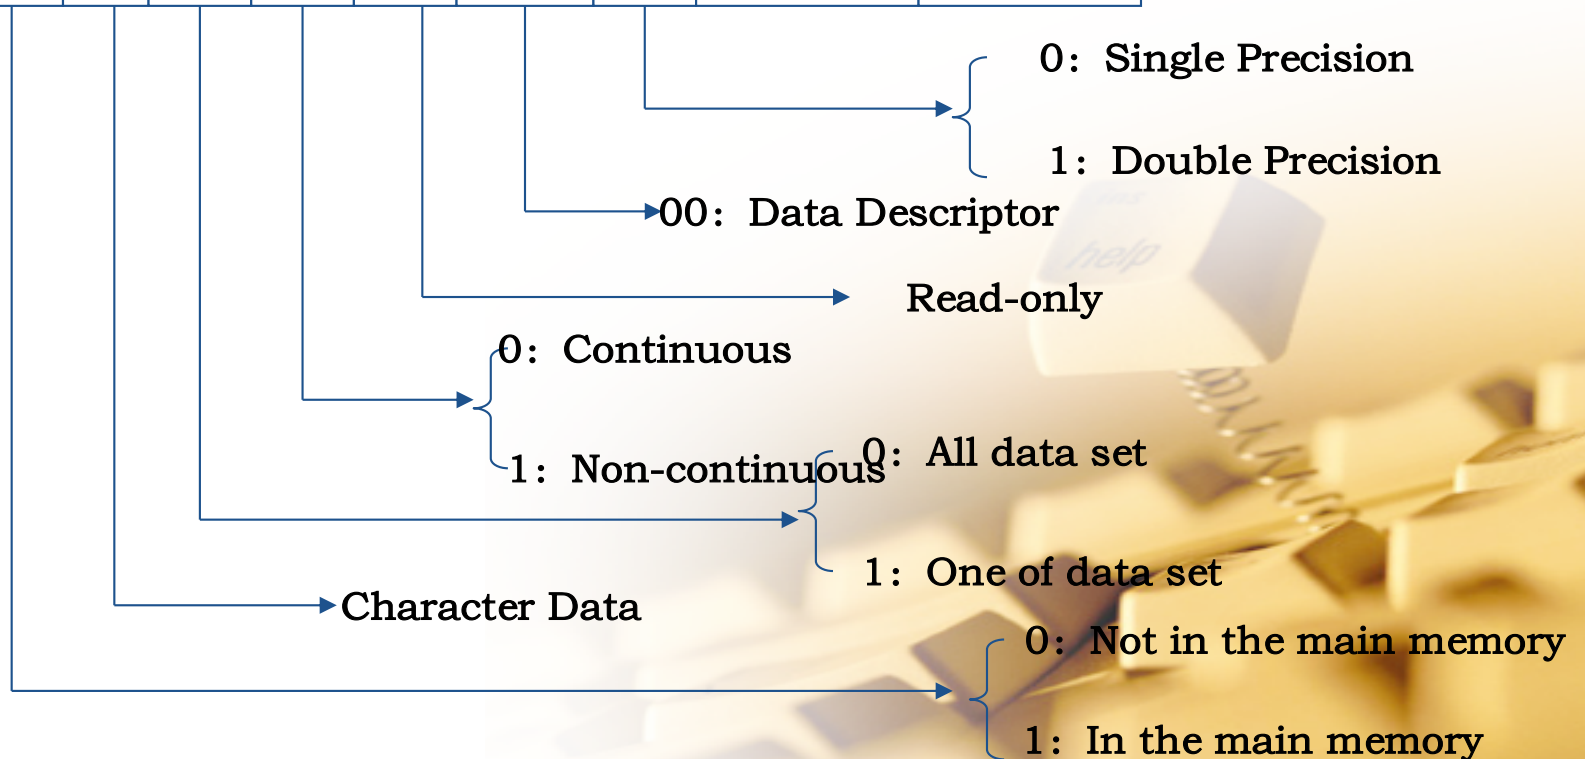 0: Single Precision
1: Double Precision
00: Data Descriptor
Read-only
0: Continuous
1: Non-continuous
0: All data set
1: One of data set
Character Data
0: Not in the main memory
1: In the main memory
ins
help